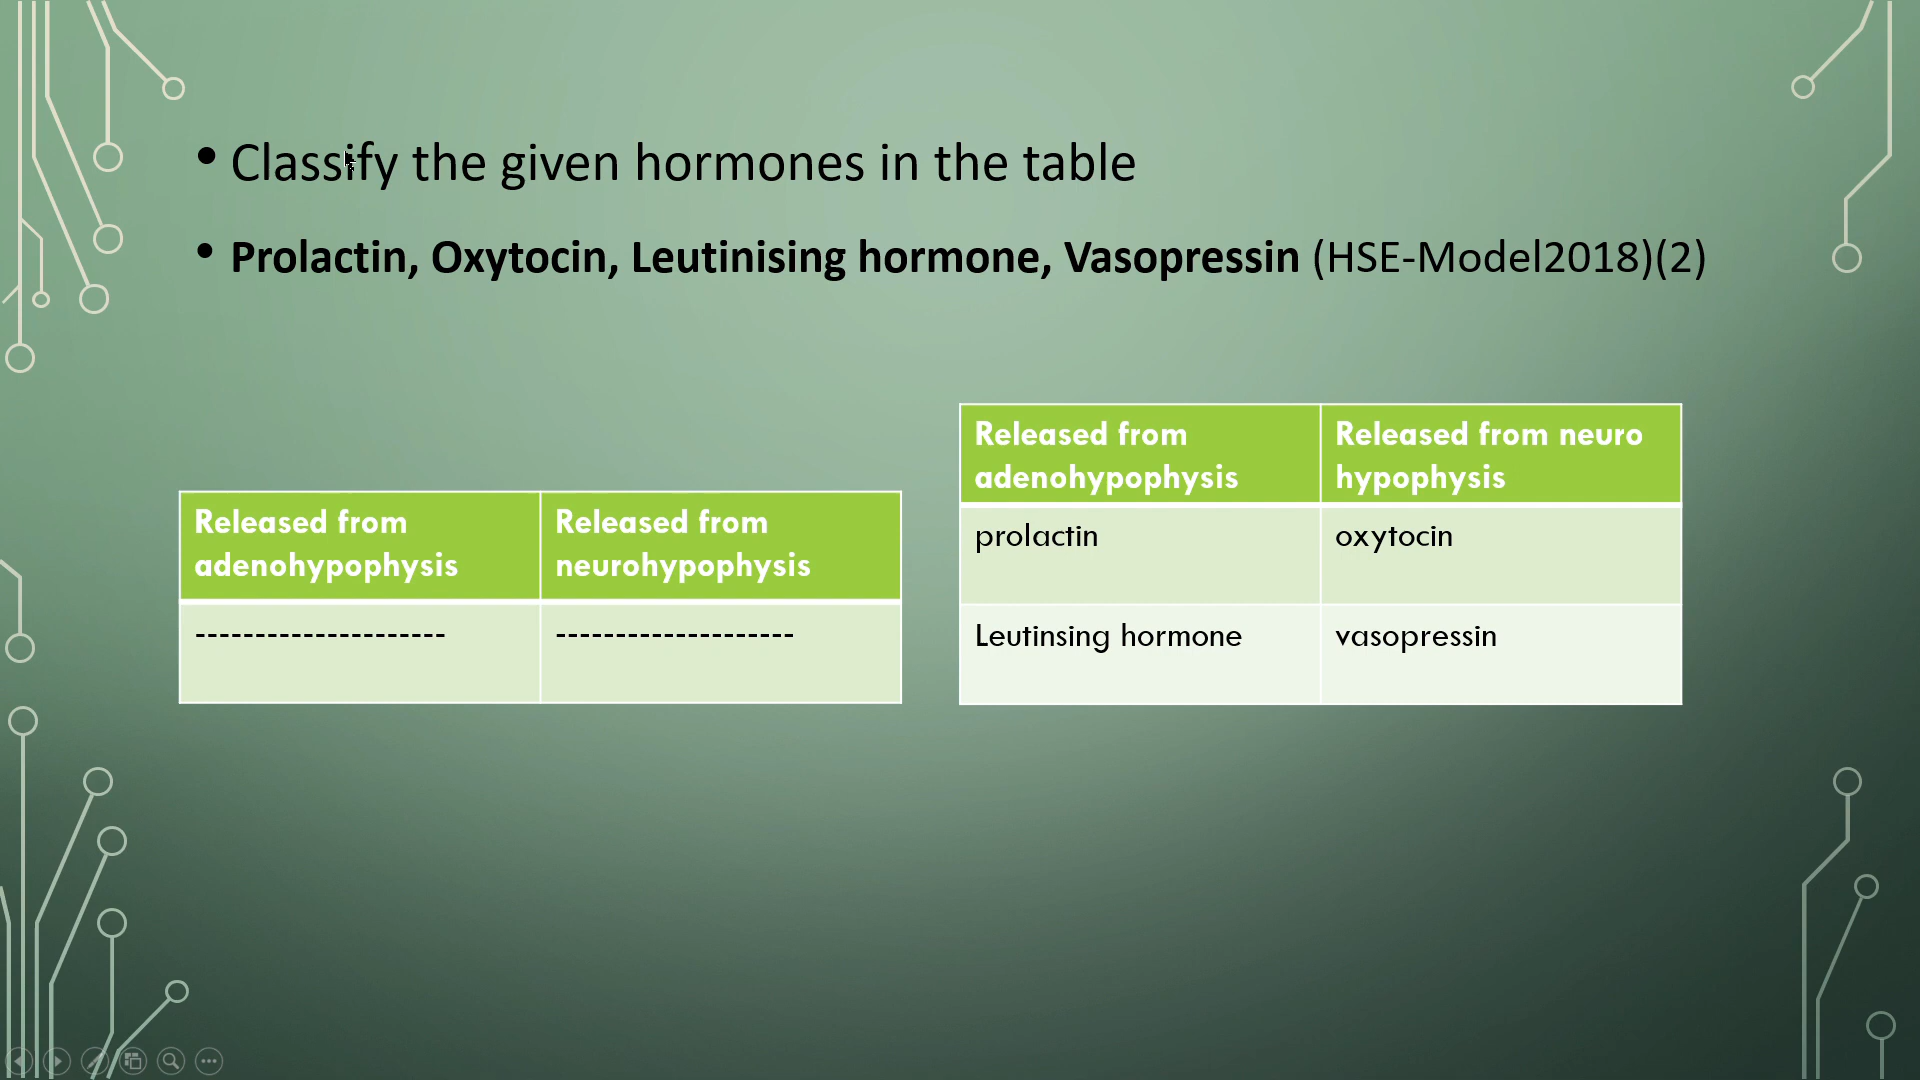 • Classify the given hormones in the table
• Prolactin, Oxytocin, Leutinising hormone, Vasopressin (HSE-Model2018)(2)
Released from
adenohypophysis
Released from
neurohypophysis
---------------------
--------------------
Released from
adenohypophysis
Released from neuro
hypophysis
prolactin
oxytocin
Leutinsing hormone
vasopressin